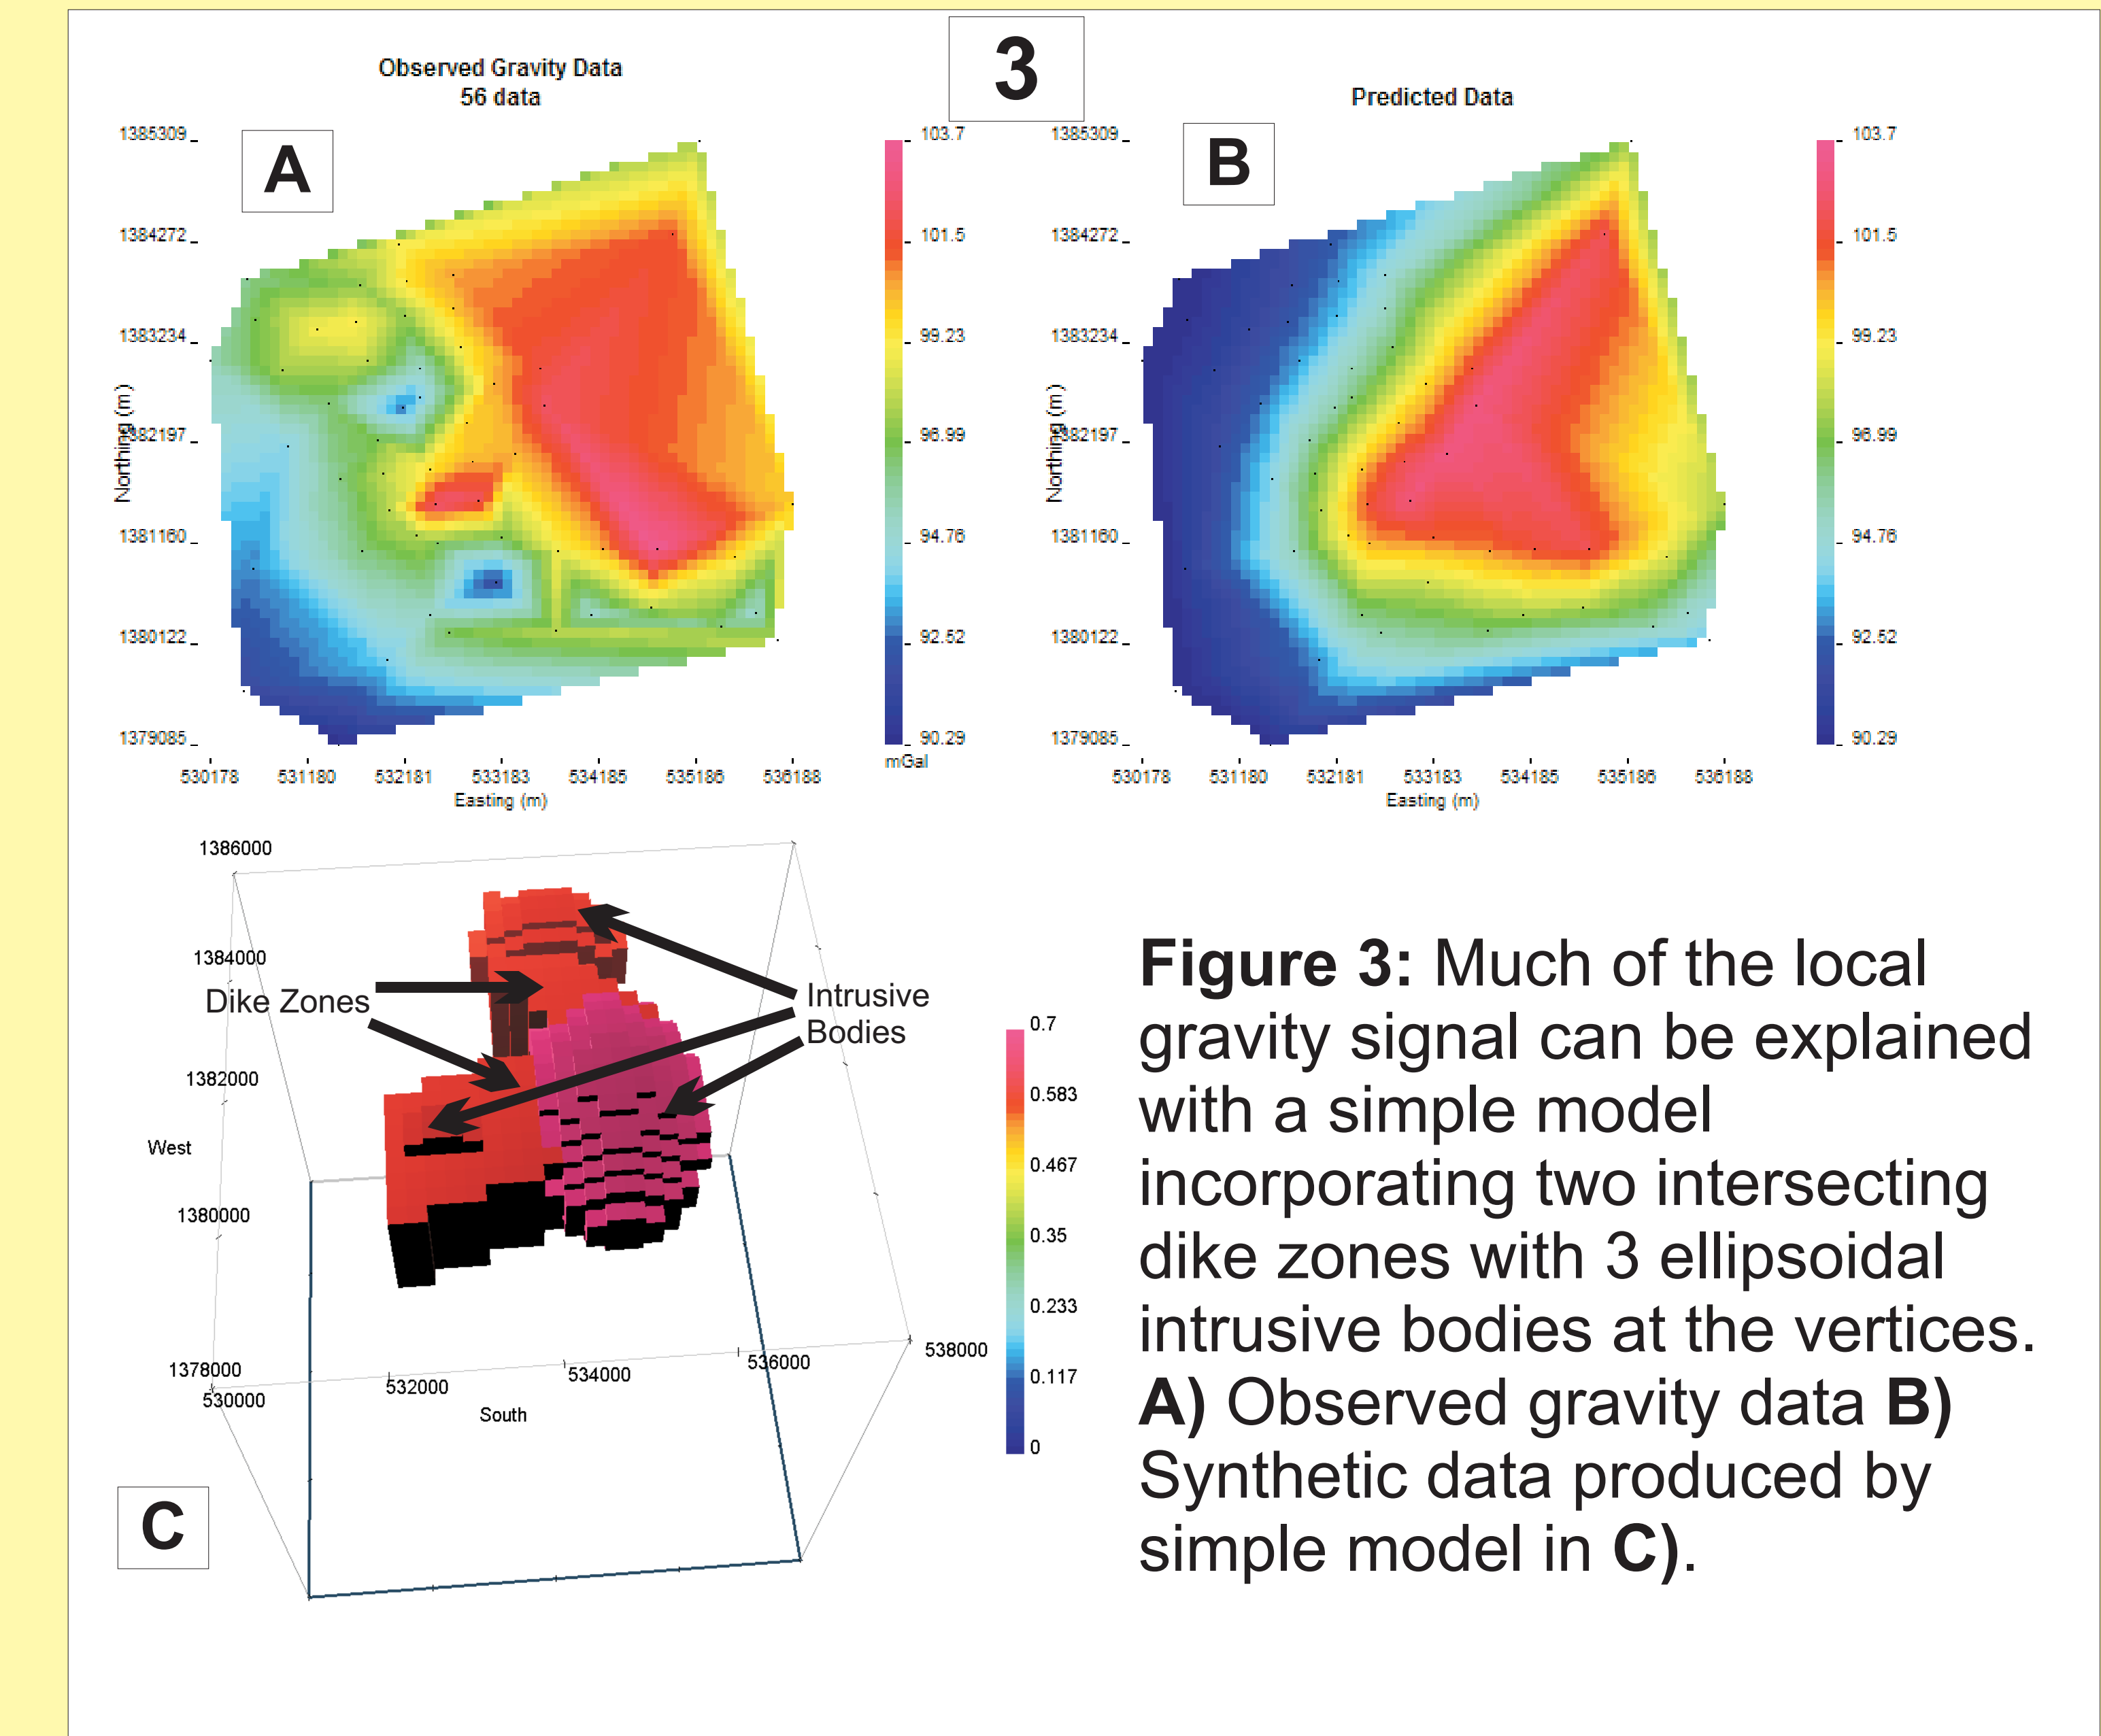 3
Observed Gravity Data
56 data
A
1385309
1384272
1383234
1382197
1381160
1380122
1379085
Northing (m)
530178 531180 532181 533183 534185 535186 536188
Easting (m)
103.7
101.5
99.23
96.99
94.76
92.52
90.29
mGal
Predicted Data
B
1385309
1384272
1383234
1382197
1381160
1380122
1379085
Northing (m)
530178 531180 532181 533183 534185 535186 536188
Easting (m)
103.7
101.5
99.23
96.99
94.76
92.52
90.29
1386000
1384000
1382000
1380000
1378000
West
530000
532000
534000
536000
538000
South
Dike Zones
Intrusive
Bodies
0.7
0.583
0.467
0.35
0.233
0.117
0
C
Figure 3: Much of the local
gravity signal can be explained
with a simple model
incorporating two intersecting
dike zones with 3 ellipsoidal
intrusive bodies at the vertices.
A) Observed gravity data B)
Synthetic data produced by
simple model in C).